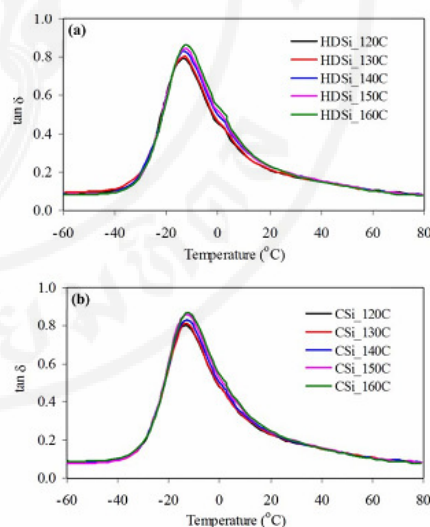 (a)
tan δ
1.0
0.8
0.6
0.4
0.2
0.0
HDSi_120C
HDSi_130C
HDSi_140C
HDSi_150C
HDSi_160C
-60 -40 -20 0 20 40 60 80
Temperature (°C)
(b)
tan δ
1.0
0.8
0.6
0.4
0.2
0.0
CSi_120C
CSi_130C
CSi_140C
CSi_150C
CSi_160C
-60 -40 -20 0 20 40 60 80
Temperature (°C)